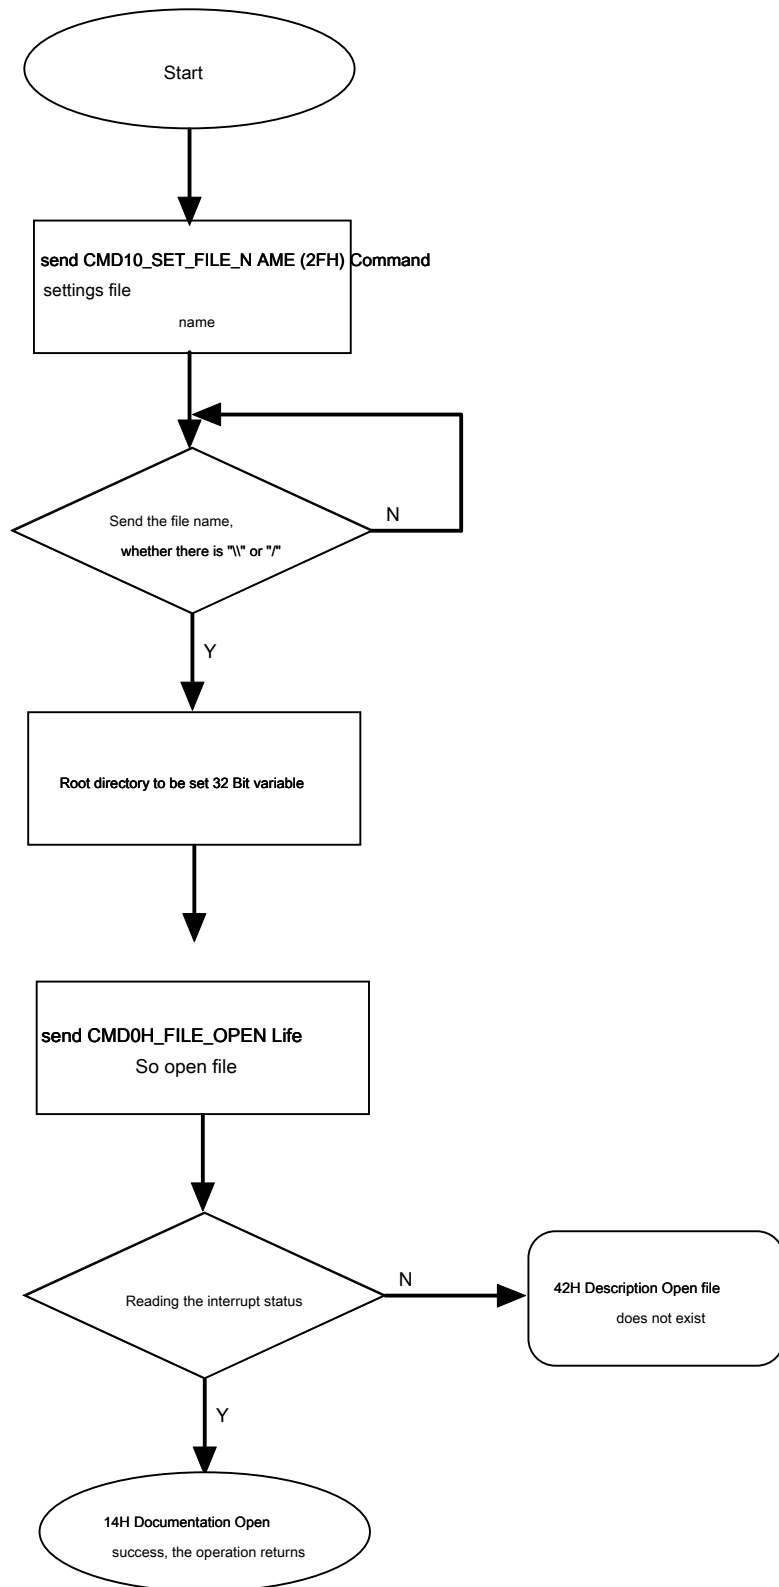 Start
send CMD10_SET_FILE_N AME (2FH) Command
settings file
name
Send the file name,
whether there is "\\" or "/"
N
Y
Root directory to be set 32 Bit variable
send CMD0H_FILE_OPEN Life
So open file
Reading the interrupt status
N
42H Description Open file
does not exist
Y
14H Documentation Open
success, the operation returns